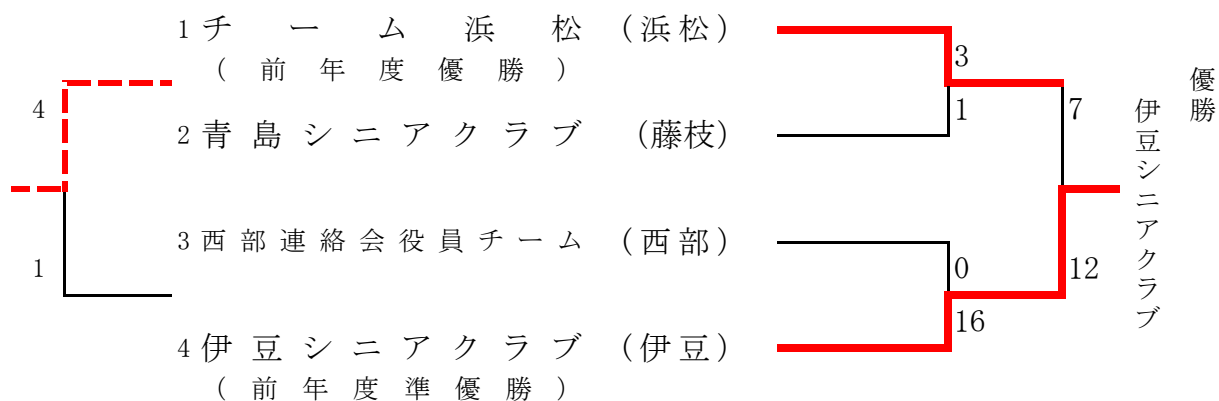 1 チーム浜松 (浜松)
(前年度優勝)
2 青島シニアクラブ (藤枝)
3 西部連絡会役員チーム (西部)
4 伊豆シニアクラブ (伊豆)
(前年度準優勝)
4
1
3
1
0
16
7
12
優勝
伊豆シニアクラブ